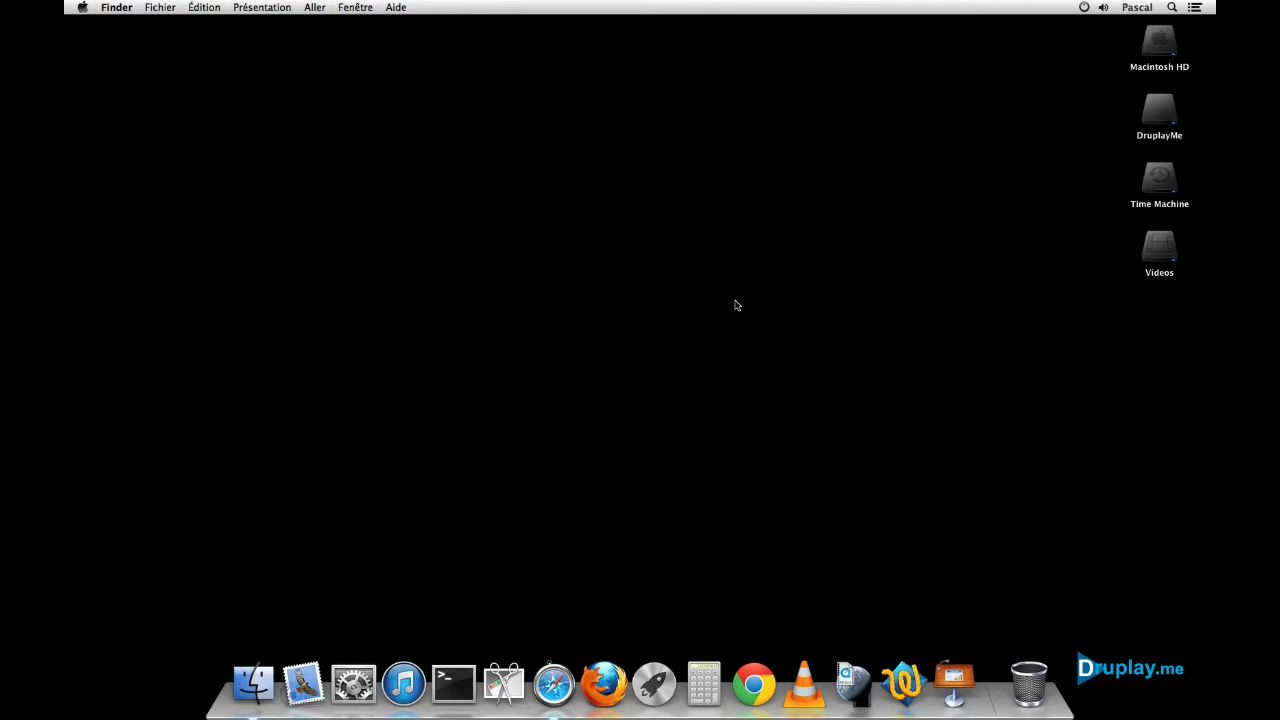 Finder Fichier Édition Présentation Aller Fenêtre Aide Pascal
Macintosh HD
DruplayMe
Time Machine
Videos
Druplay.me